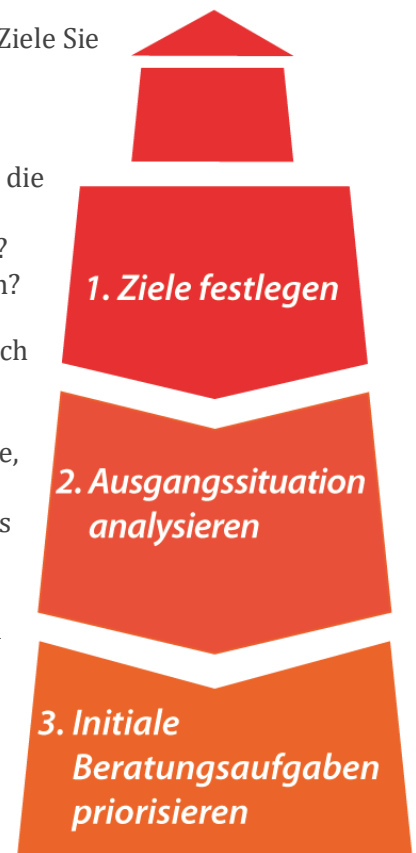 Ziele Sie
die
?
n?
1. Ziele festlegen
ch
e,
2. Ausgangssituation
analysieren
s
3. Initiale
Beratungsaufgaben
priorisieren